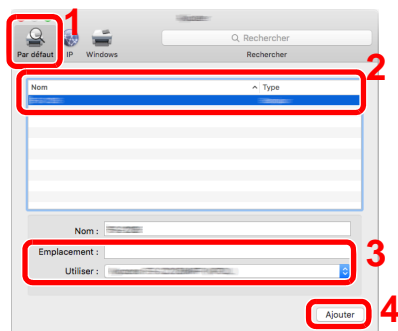 1
Rechercher
Par défaut IP Windows Rechercher
2
Nom Type
Nom :
Emplacement :
3
Utiliser :
Ajouter 4